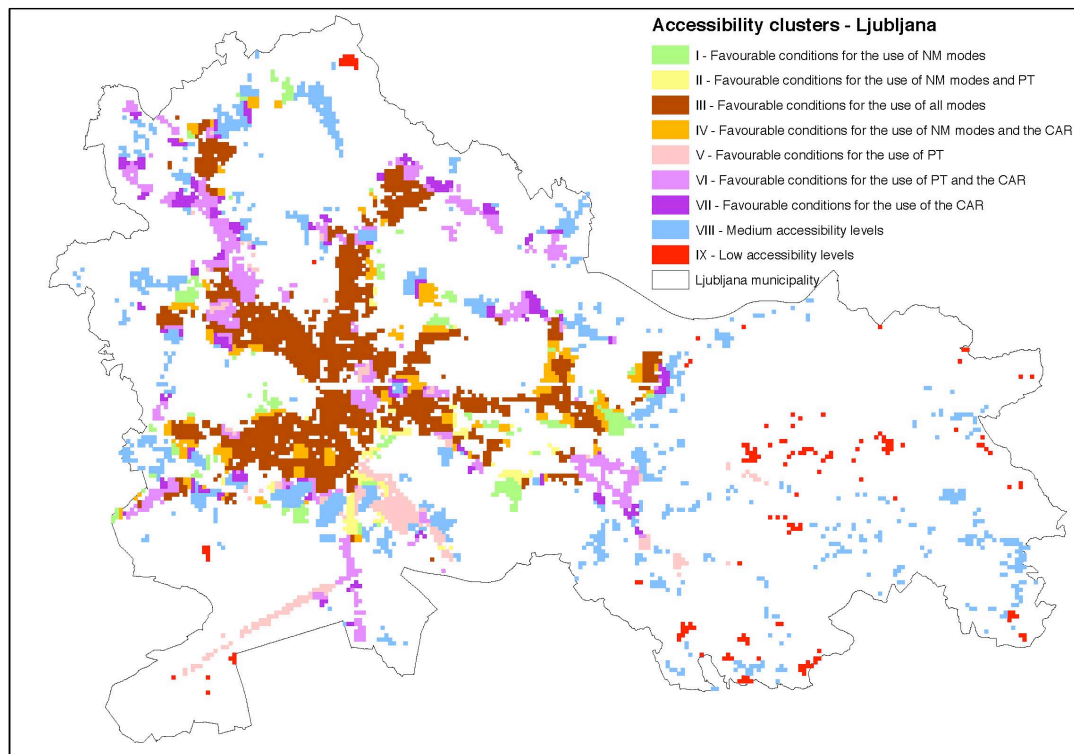 Accessibility clusters - Ljubljana
I - Favourable conditions for the use of NM modes
II - Favourable conditions for the use of NM modes and PT
III - Favourable conditions for the use of all modes
IV - Favourable conditions for the use of NM modes and the CAR
V - Favourable conditions for the use of PT
VI - Favourable conditions for the use of PT and the CAR
VII - Favourable conditions for the use of the CAR
VIII - Medium accessibility levels
IX - Low accessibility levels
Ljubljana municipality